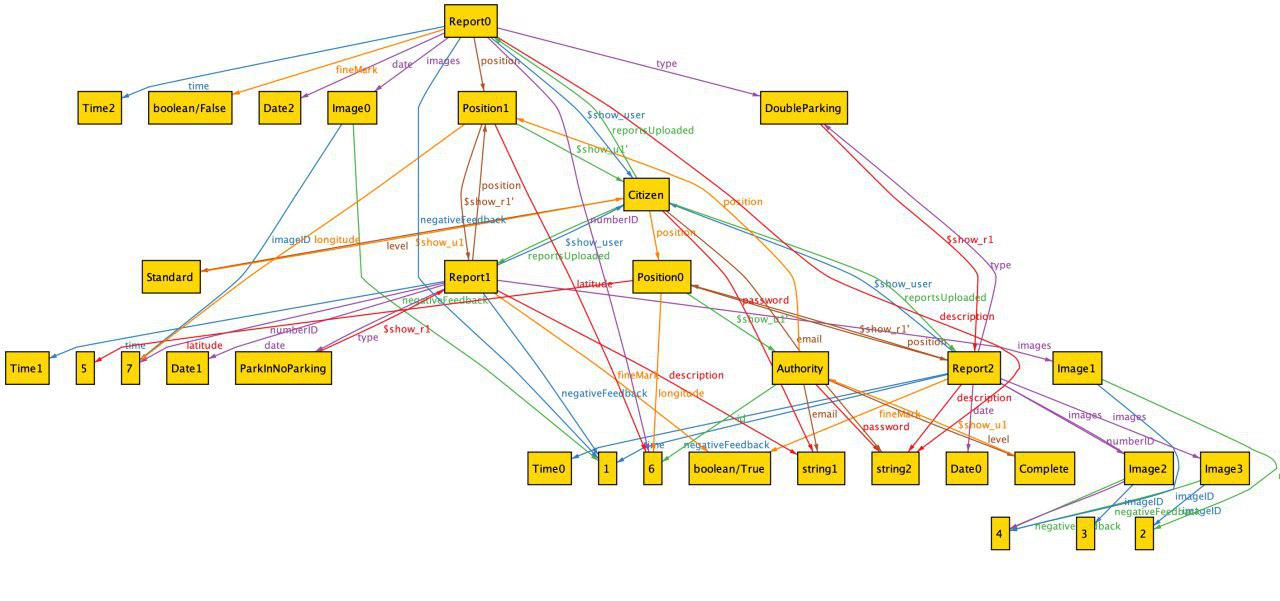 Report0
position
type
fineMark
date
images
time
Time2
boolean/False
Date2
Image0
Position1
DoubleParking
$show_user
reportsUploaded
$show_u1'
position
$show_r1'
Citizen
position
negativeFeedback
numberID
position
imageID
longitude
level
$show_u1
$show_user
$show_r1
reportsUploaded
type
Standard
Report1
Position0
latitude
$show_user
negativeFeedback
password
reportsUploaded
$show_u1'
description
numberID
$show_r1
$show_r1'
type
email
position
time
latitude
date
images
Time1
5
7
Date1
ParkInNoParking
Authority
Report2
Image1
fineMark
description
negativeFeedback
longitude
description
email
fineMark
date
images
images
id
password
$show_u1
negativeFeedback
level
numberID
Time0
1
6
boolean/True
string1
string2
Date0
Complete
Image2
Image3
imageID
imageID
imageID
4
3
2